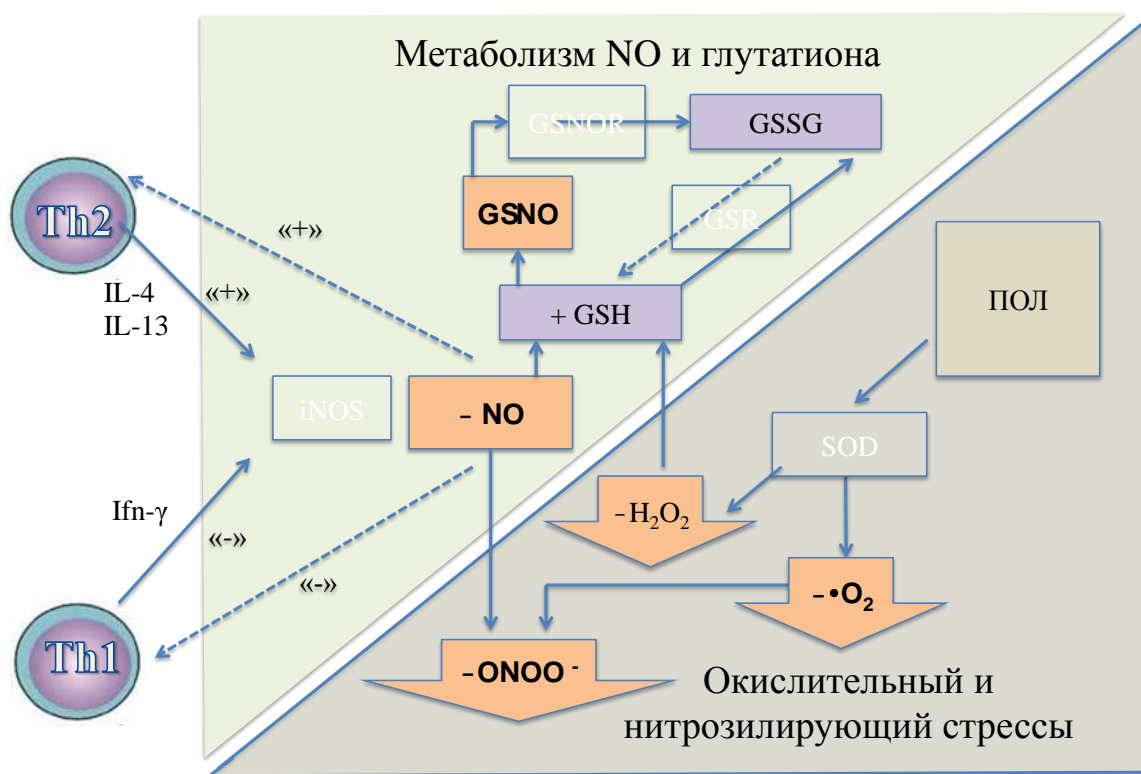 Метаболизм NO и глутатиона
GSNOR
GSSG
GSNO
GSR
Th2
«+»
IL-4
IL-13
«+»
+ GSH
ПОЛ
iNOS
– NO
SOD
Ifn-γ
«-»
«-»
–H₂O₂
–•O₂
Th1
–ONOO ⁻
Окислительный и
нитрозилирующий стрессы